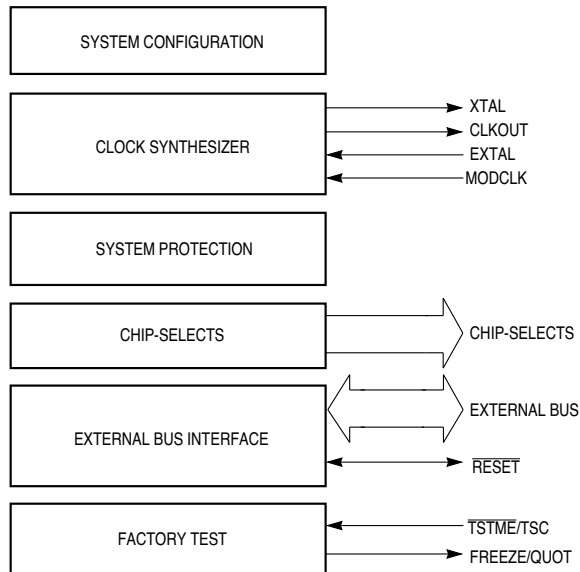 SYSTEM CONFIGURATION
CLOCK SYNTHESIZER
XTAL
CLKOUT
EXTAL
MODCLK
SYSTEM PROTECTION
CHIP-SELECTS
CHIP-SELECTS
EXTERNAL BUS INTERFACE
EXTERNAL BUS
RESET
FACTORY TEST
TSTME/TSC
FREEZE/QUOT